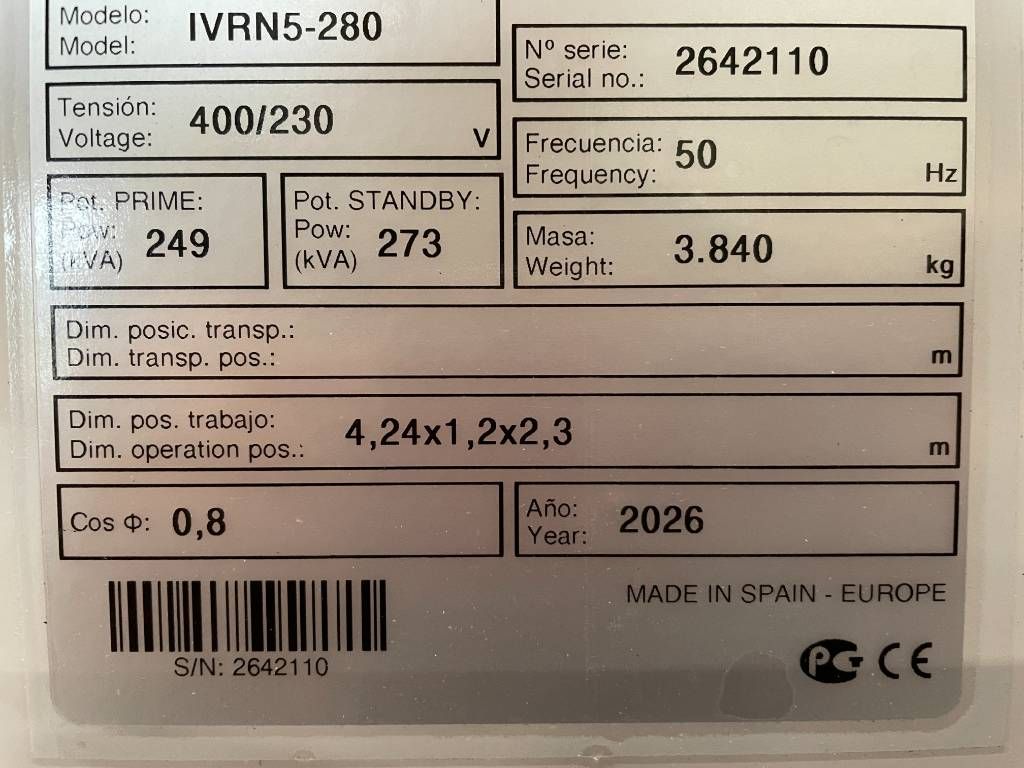 Modelo:
Model: IVRN5-280
Nº serie:
Serial no.: 2642110
Tensión:
Voltage: 400/230 V
Frecuencia:
Frequency: 50 Hz
Pot. PRIME:
Pow:
(kVA) 249
Pot. STANDBY:
Pow:
(kVA) 273
Masa:
Weight: 3.840 kg
Dim. posic. transp.:
Dim. transp. pos.: m
Dim. pos. trabajo:
Dim. operation pos.: 4,24x1,2x2,3 m
Cos Φ: 0,8
Año:
Year: 2026
S/N: 2642110
MADE IN SPAIN - EUROPE
PG CE